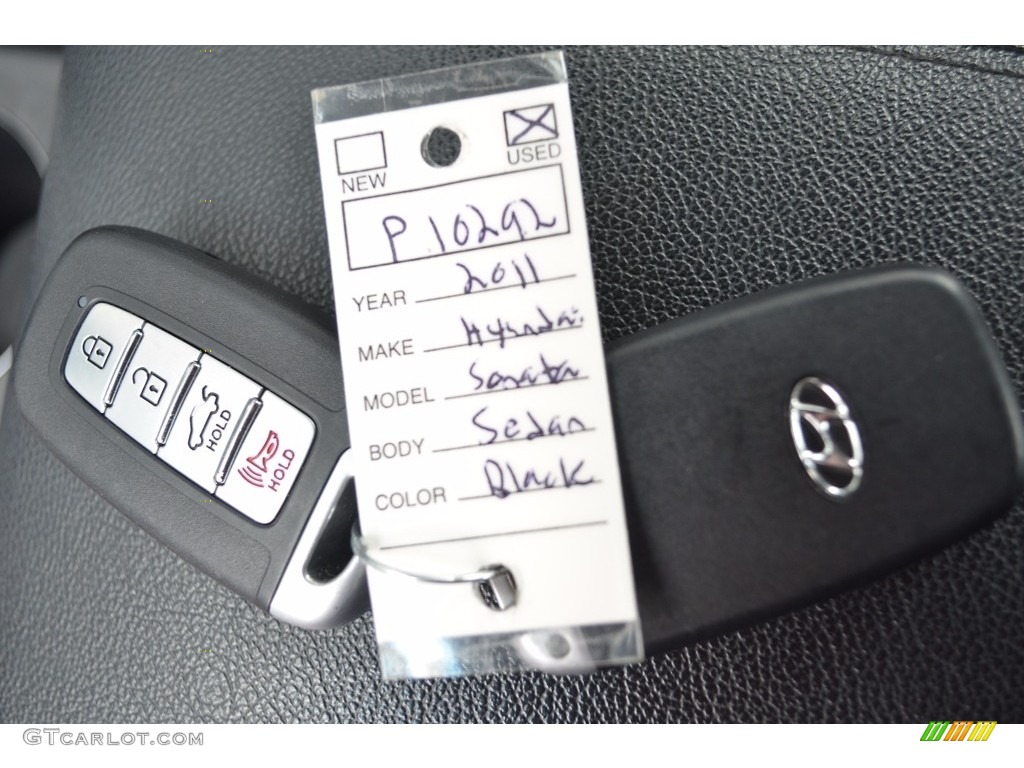 NEW USED
P10292
YEAR 2011
MAKE Hyundai
MODEL Sonata
BODY Sedan
COLOR Black
HOLD
HOLD
GTCARLOT.COM